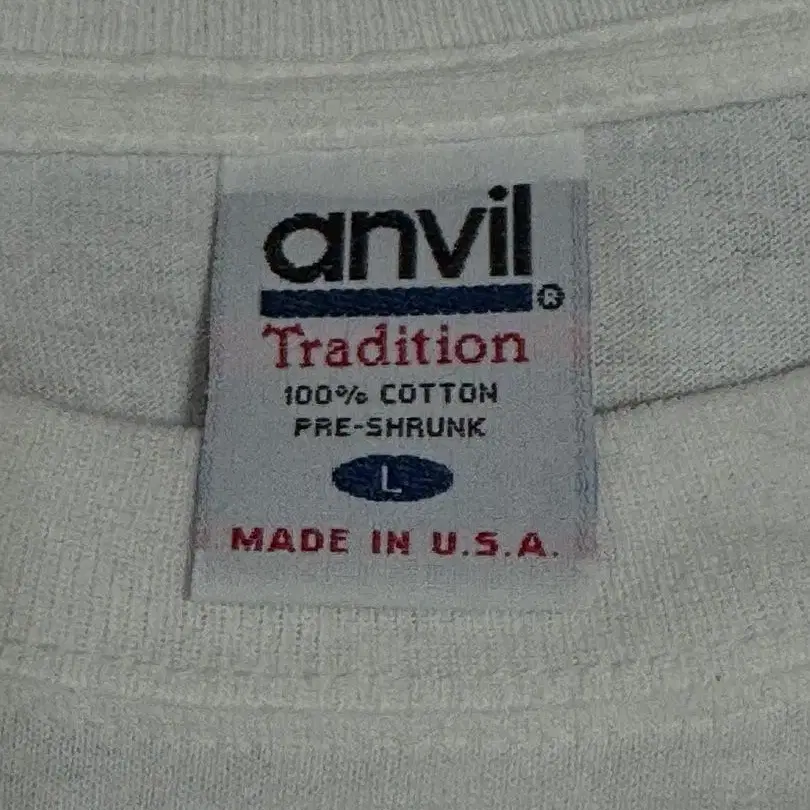 anvil®
Tradition
100% COTTON
PRE-SHRUNK
L
MADE IN U.S.A.